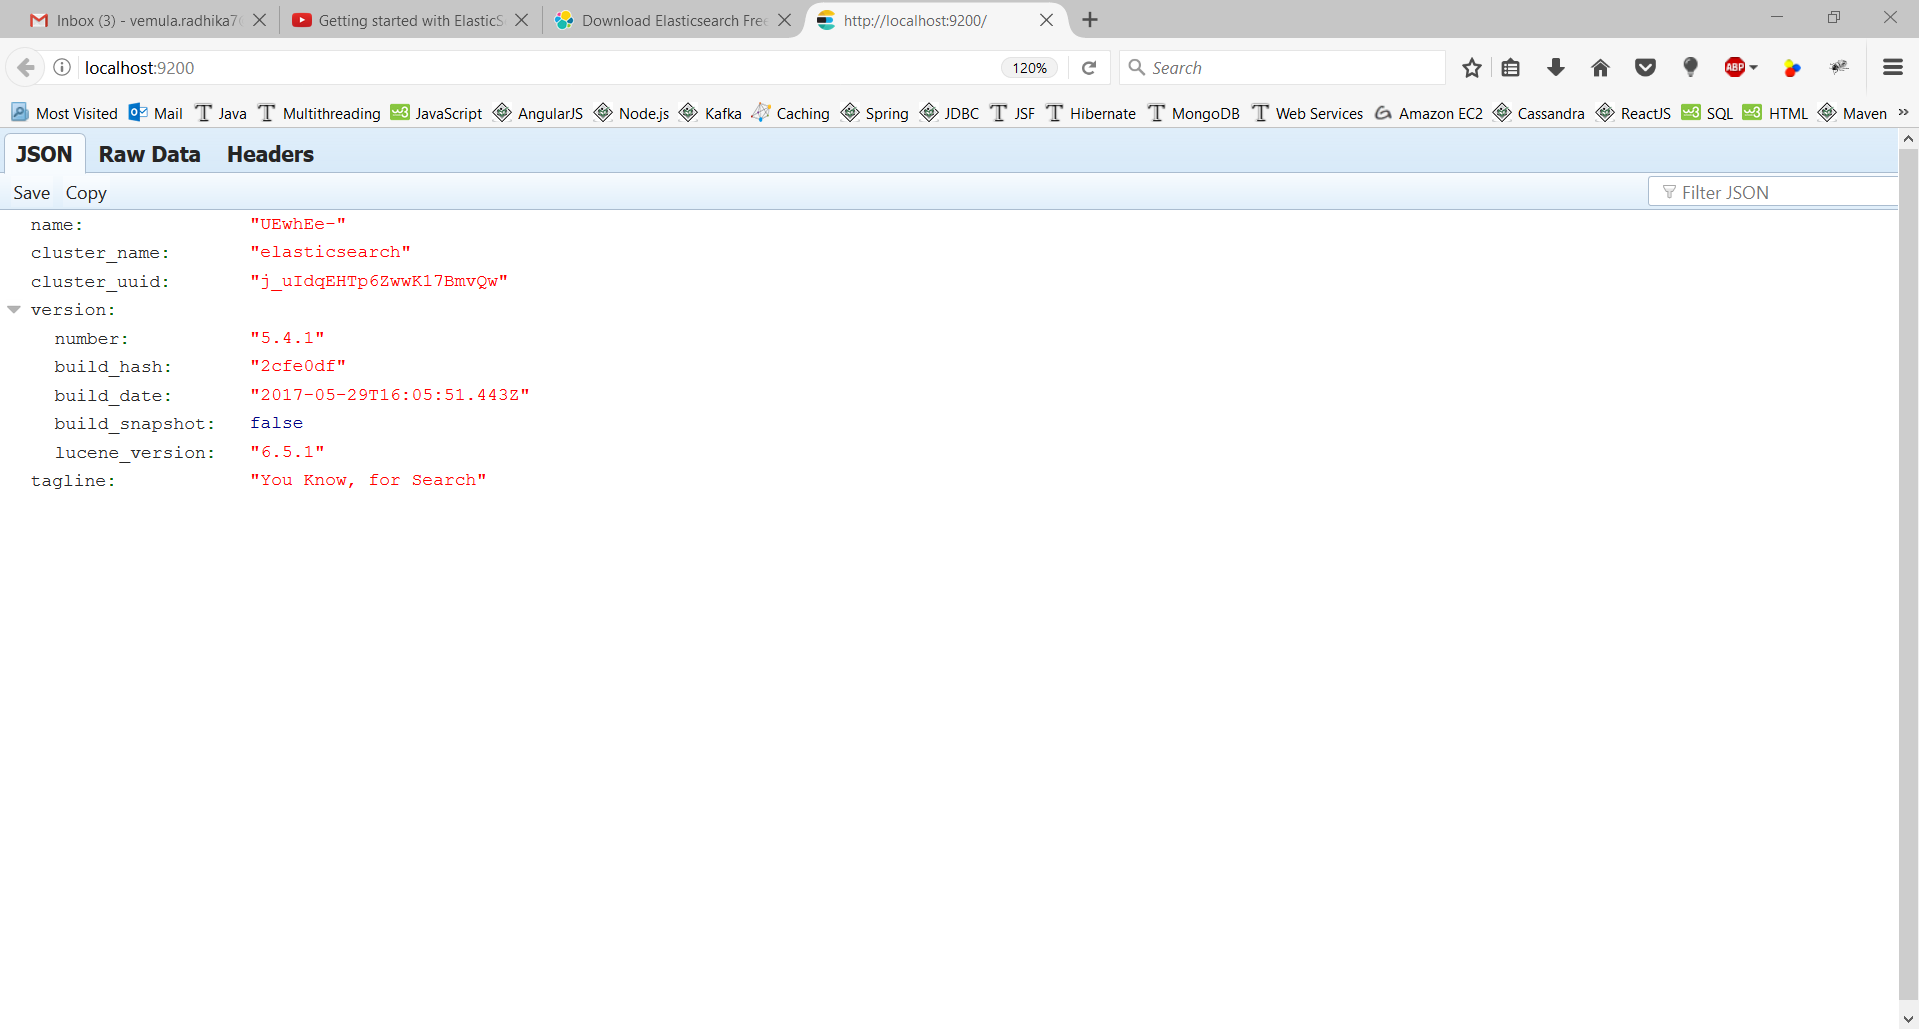 Inbox (3) - vemula.radhika7
Getting started with ElasticS
Download Elasticsearch Free
http://localhost:9200/
localhost:9200
120%
Search
ABP
Most Visited Mail Java Multithreading JavaScript AngularJS Node.js Kafka Caching Spring JDBC JSF Hibernate MongoDB Web Services Amazon EC2 Cassandra ReactJS SQL HTML Maven »
JSON Raw Data Headers
Save Copy
Filter JSON
name: "UEwhEe-"
cluster_name: "elasticsearch"
cluster_uuid: "j_uIdqEHTp6ZwwK17BmvQw"
version:
number: "5.4.1"
build_hash: "2cfe0df"
build_date: "2017-05-29T16:05:51.443Z"
build_snapshot: false
lucene_version: "6.5.1"
tagline: "You Know, for Search"